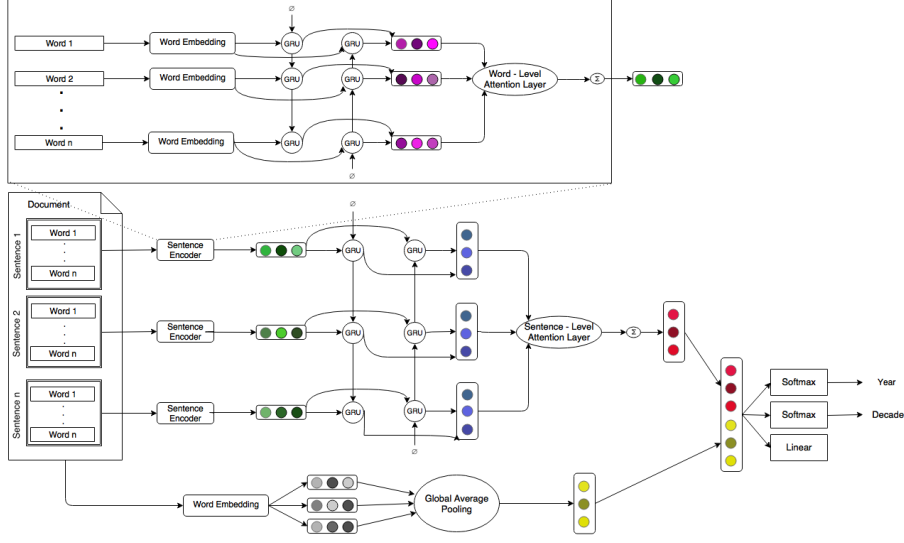 ∅
Word 1
Word Embedding
GRU
GRU
Word 2
Word Embedding
GRU
GRU
Word - Level
Attention Layer
Σ
Word n
Word Embedding
GRU
GRU
∅
Document
Sentence 1
Word 1
Word n
Sentence
Encoder
∅
GRU
GRU
Sentence 2
Word 1
Word n
Sentence
Encoder
GRU
GRU
Sentence - Level
Attention Layer
Σ
Sentence n
Word 1
Word n
Sentence
Encoder
GRU
GRU
∅
Softmax
Year
Softmax
Decade
Linear
Word Embedding
Global Average
Pooling